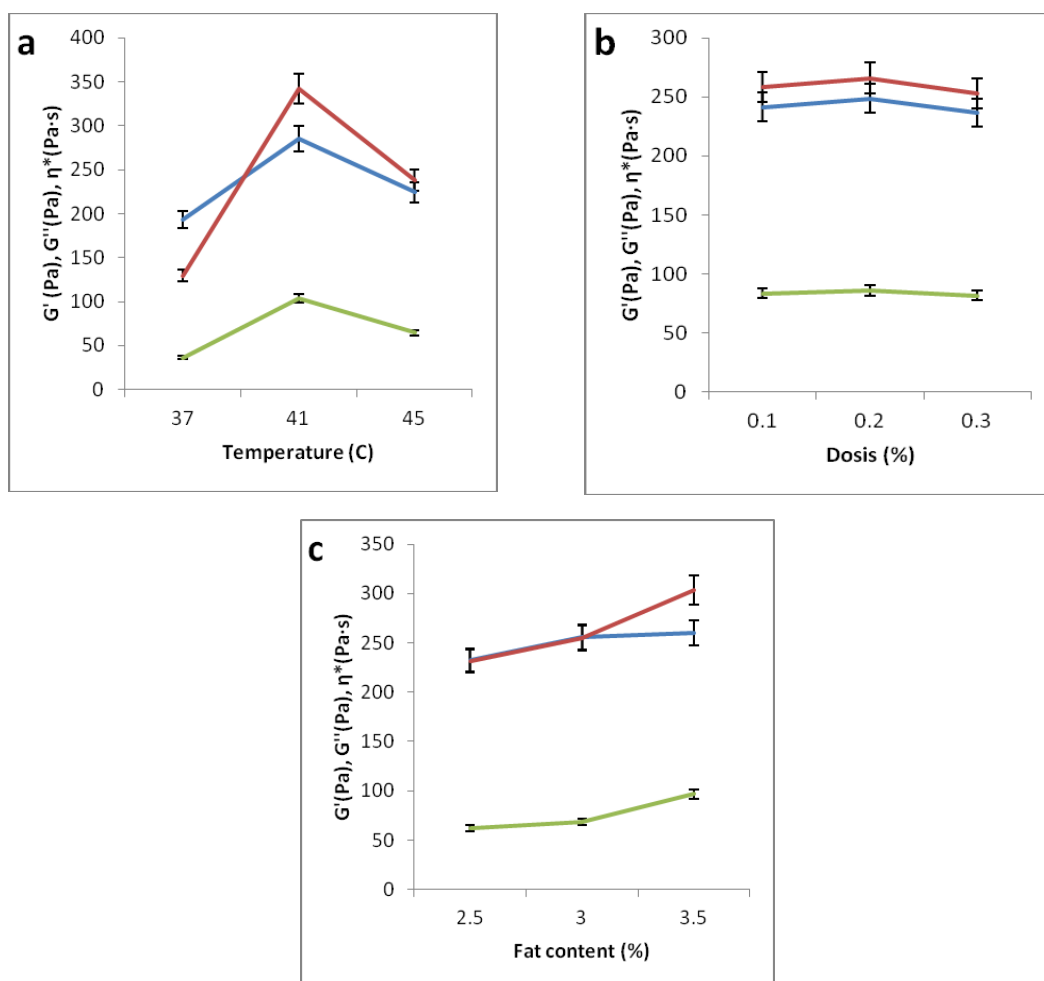 a
G' (Pa), G''(Pa), η*(Pa·s)
400
350
300
250
200
150
100
50
0
37 41 45
Temperature (C)
b
G'(Pa), G''(Pa), η*(Pa·s)
300
250
200
150
100
50
0
0.1 0.2 0.3
Dosis (%)
c
G'(Pa), G''(Pa), η*(Pa·s)
350
300
250
200
150
100
50
0
2.5 3 3.5
Fat content (%)